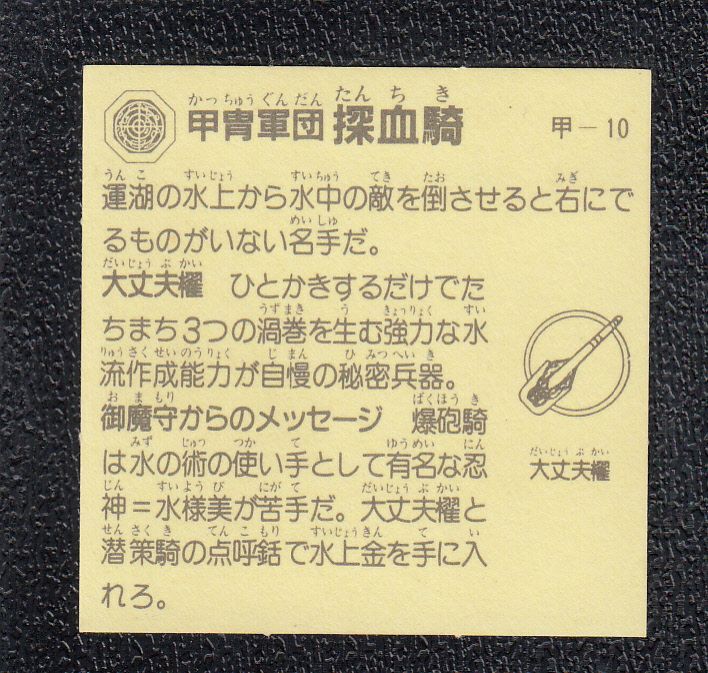 かっちゅうぐんだん たんちき
甲冑軍団 探血騎 甲－10
うんこ すいじょう すいちゅう てき たお みぎ
運湖の水上から水中の敵を倒させると右にで
めいしゅ
るものがいない名手だ。
だいじょうぶかい
大丈夫櫂 ひとかきするだけでた
うずまき う きょうりょく すい
ちまち3つの渦巻を生む強力な水
りゅうさくせいのうりょく じまん ひみつへいき
流作成能力が自慢の秘密兵器。
おまもり ばくほうき
御魔守からのメッセージ 爆砲騎
みず じゅつ つか て ゆうめい にん
は水の術の使い手として有名な忍
じん すいようび にがて だいじょうぶかい
神＝水様美が苦手だ。大丈夫櫂と
せんさくき てんこもり すいじょうきん て い
潜策騎の点呼銛で水上金を手に入
れろ。
だいじょうぶかい
大丈夫櫂